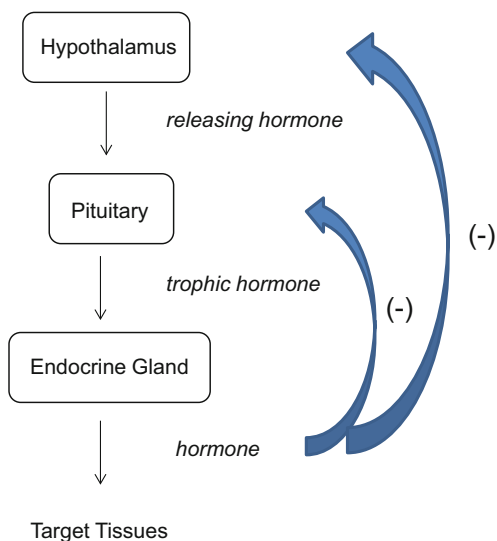 Hypothalamus
releasing hormone
Pituitary
(-)
trophic hormone
(-)
Endocrine Gland
hormone
Target Tissues